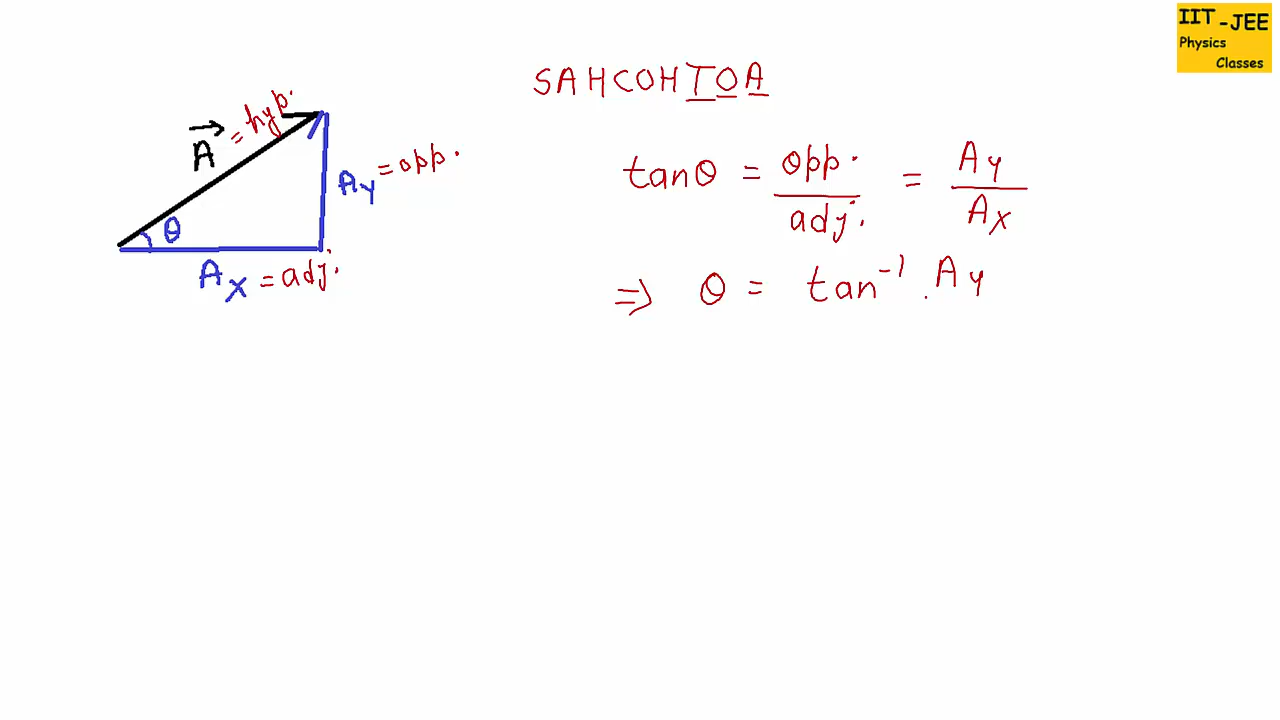 IIT-JEE
Physics
Classes
SAHCOHTOA
A = hyp.
Ay = opp.
θ
Ax = adj.
tanθ = opp. / adj. = Ay / Ax
⇒ θ = tan⁻¹ Ay